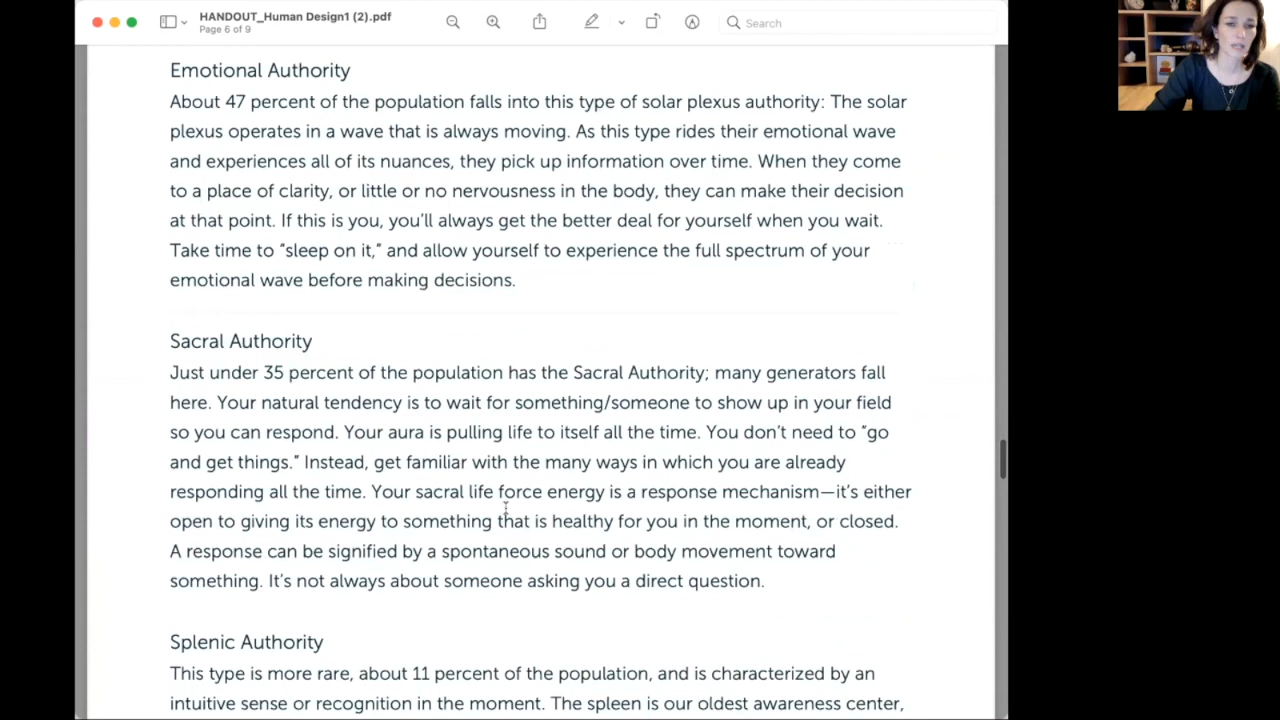 HANDOUT_Human Design1 (2).pdf
Page 6 of 9
Search
Emotional Authority
About 47 percent of the population falls into this type of solar plexus authority: The solar
plexus operates in a wave that is always moving. As this type rides their emotional wave
and experiences all of its nuances, they pick up information over time. When they come
to a place of clarity, or little or no nervousness in the body, they can make their decision
at that point. If this is you, you’ll always get the better deal for yourself when you wait.
Take time to “sleep on it,” and allow yourself to experience the full spectrum of your
emotional wave before making decisions.
Sacral Authority
Just under 35 percent of the population has the Sacral Authority; many generators fall
here. Your natural tendency is to wait for something/someone to show up in your field
so you can respond. Your aura is pulling life to itself all the time. You don’t need to “go
and get things.” Instead, get familiar with the many ways in which you are already
responding all the time. Your sacral life force energy is a response mechanism—it’s either
open to giving its energy to something that is healthy for you in the moment, or closed.
A response can be signified by a spontaneous sound or body movement toward
something. It’s not always about someone asking you a direct question.
Splenic Authority
This type is more rare, about 11 percent of the population, and is characterized by an
intuitive sense or recognition in the moment. The spleen is our oldest awareness center,